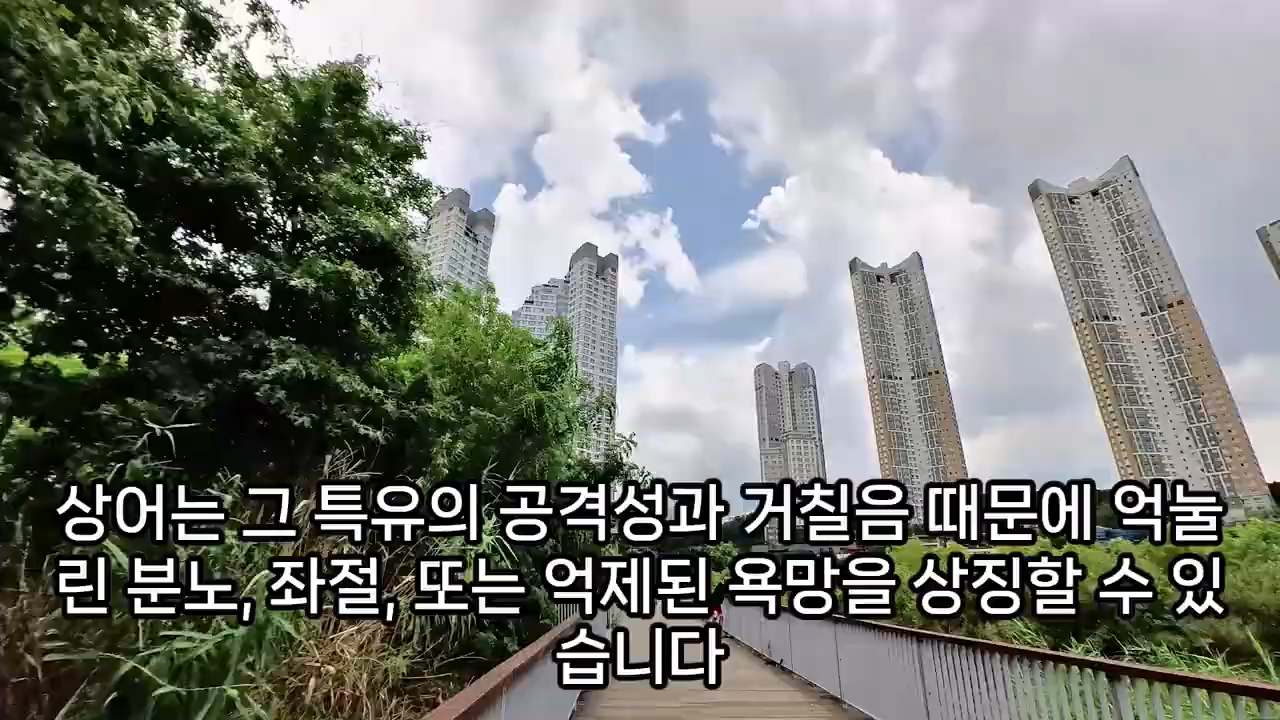 상어는 그 특유의 공격성과 거칠음 때문에 억눌
린 분노, 좌절, 또는 억제된 욕망을 상징할 수 있
습니다